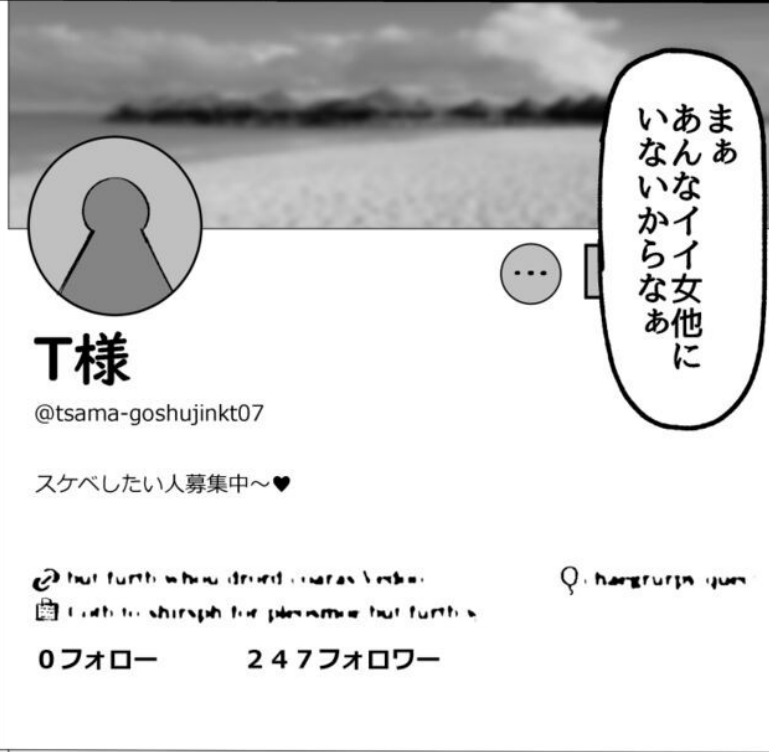 まぁ
あんなイイ女他に
いないからなぁ
T様
@tsama-goshujinkt07
スケベしたい人募集中～♥
0フォロー
２４７フォロワー